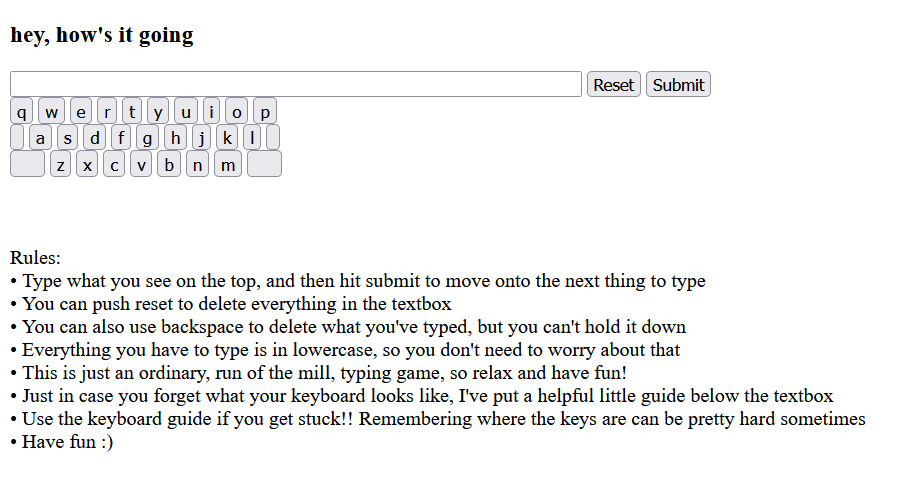 hey, how's it going
Reset Submit
q w e r t y u i o p
a s d f g h j k l
z x c v b n m
Rules:
• Type what you see on the top, and then hit submit to move onto the next thing to type
• You can push reset to delete everything in the textbox
• You can also use backspace to delete what you've typed, but you can't hold it down
• Everything you have to type is in lowercase, so you don't need to worry about that
• This is just an ordinary, run of the mill, typing game, so relax and have fun!
• Just in case you forget what your keyboard looks like, I've put a helpful little guide below the textbox
• Use the keyboard guide if you get stuck!! Remembering where the keys are can be pretty hard sometimes
• Have fun :)